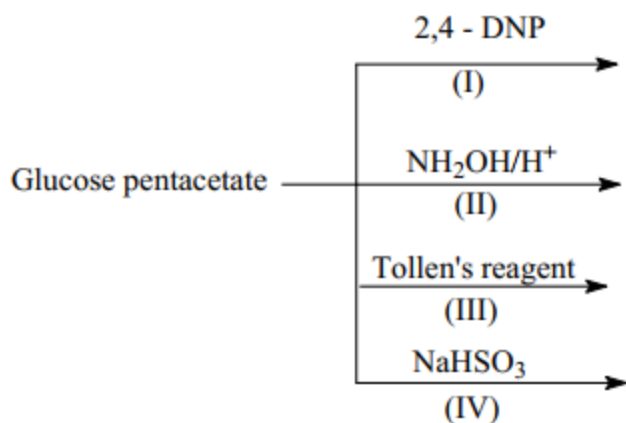 2,4 - DNP
(I)
Glucose pentacetate
NH₂OH/H⁺
(II)
Tollen's reagent
(III)
NaHSO₃
(IV)